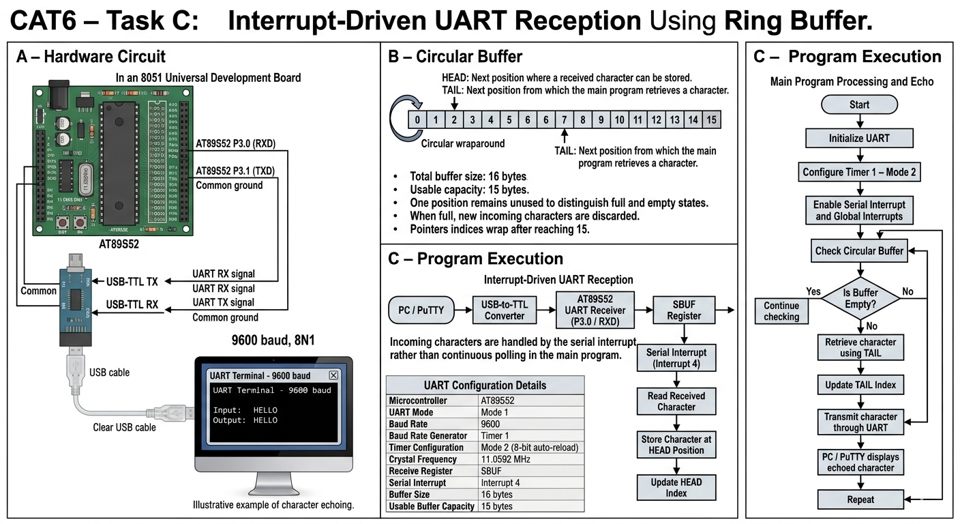 CAT6 – Task C: Interrupt-Driven UART Reception Using Ring Buffer.
A – Hardware Circuit
In an 8051 Universal Development Board
AT89S52 P3.0 (RXD)
AT89S52 P3.1 (TXD)
Common ground
AT89S52
Common
USB-TTL TX
USB-TTL RX
UART RX signal
UART RX signal
UART TX signal
Common ground
9600 baud, 8N1
USB cable
Clear USB cable
UART Terminal - 9600 baud
UART Terminal - 9600 baud
Input: HELLO
Output: HELLO
Illustrative example of character echoing.
B – Circular Buffer
HEAD: Next position where a received character can be stored.
TAIL: Next position from which the main program retrieves a character.
0 1 2 3 4 5 6 7 8 9 10 11 12 13 14 15
Circular wraparound
TAIL: Next position from which the main
program retrieves a character.
• Total buffer size: 16 bytes
• Usable capacity: 15 bytes.
• One position remains unused to distinguish full and empty states.
• When full, new incoming characters are discarded.
• Pointers indices wrap after reaching 15.
C – Program Execution
Interrupt-Driven UART Reception
PC / PuTTY
USB-to-TTL
Converter
AT89S52
UART Receiver
(P3.0 / RXD)
SBUF
Register
Incoming characters are handled by the serial interrupt,
rather than continuous polling in the main program.
Serial Interrupt
(Interrupt 4)
Read Received
Character
Store Character at
HEAD Position
Update HEAD
Index
UART Configuration Details
Microcontroller AT89552
UART Mode Mode 1
Baud Rate 9600
Baud Rate Generator Timer 1
Timer Configuration Mode 2 (8-bit auto-reload)
Crystal Frequency 11.0592 MHz
Receive Register SBUF
Serial Interrupt Interrupt 4
Buffer Size 16 bytes
Usable Buffer Capacity 15 bytes
C – Program Execution
Main Program Processing and Echo
Start
Initialize UART
Configure Timer 1 – Mode 2
Enable Serial Interrupt
and Global Interrupts
Check Circular Buffer
Yes
Is Buffer
Empty?
No
Continue
checking
No
Retrieve character
using TAIL
Update TAIL Index
Transmit character
through UART
PC / PuTTY displays
echoed character
Repeat